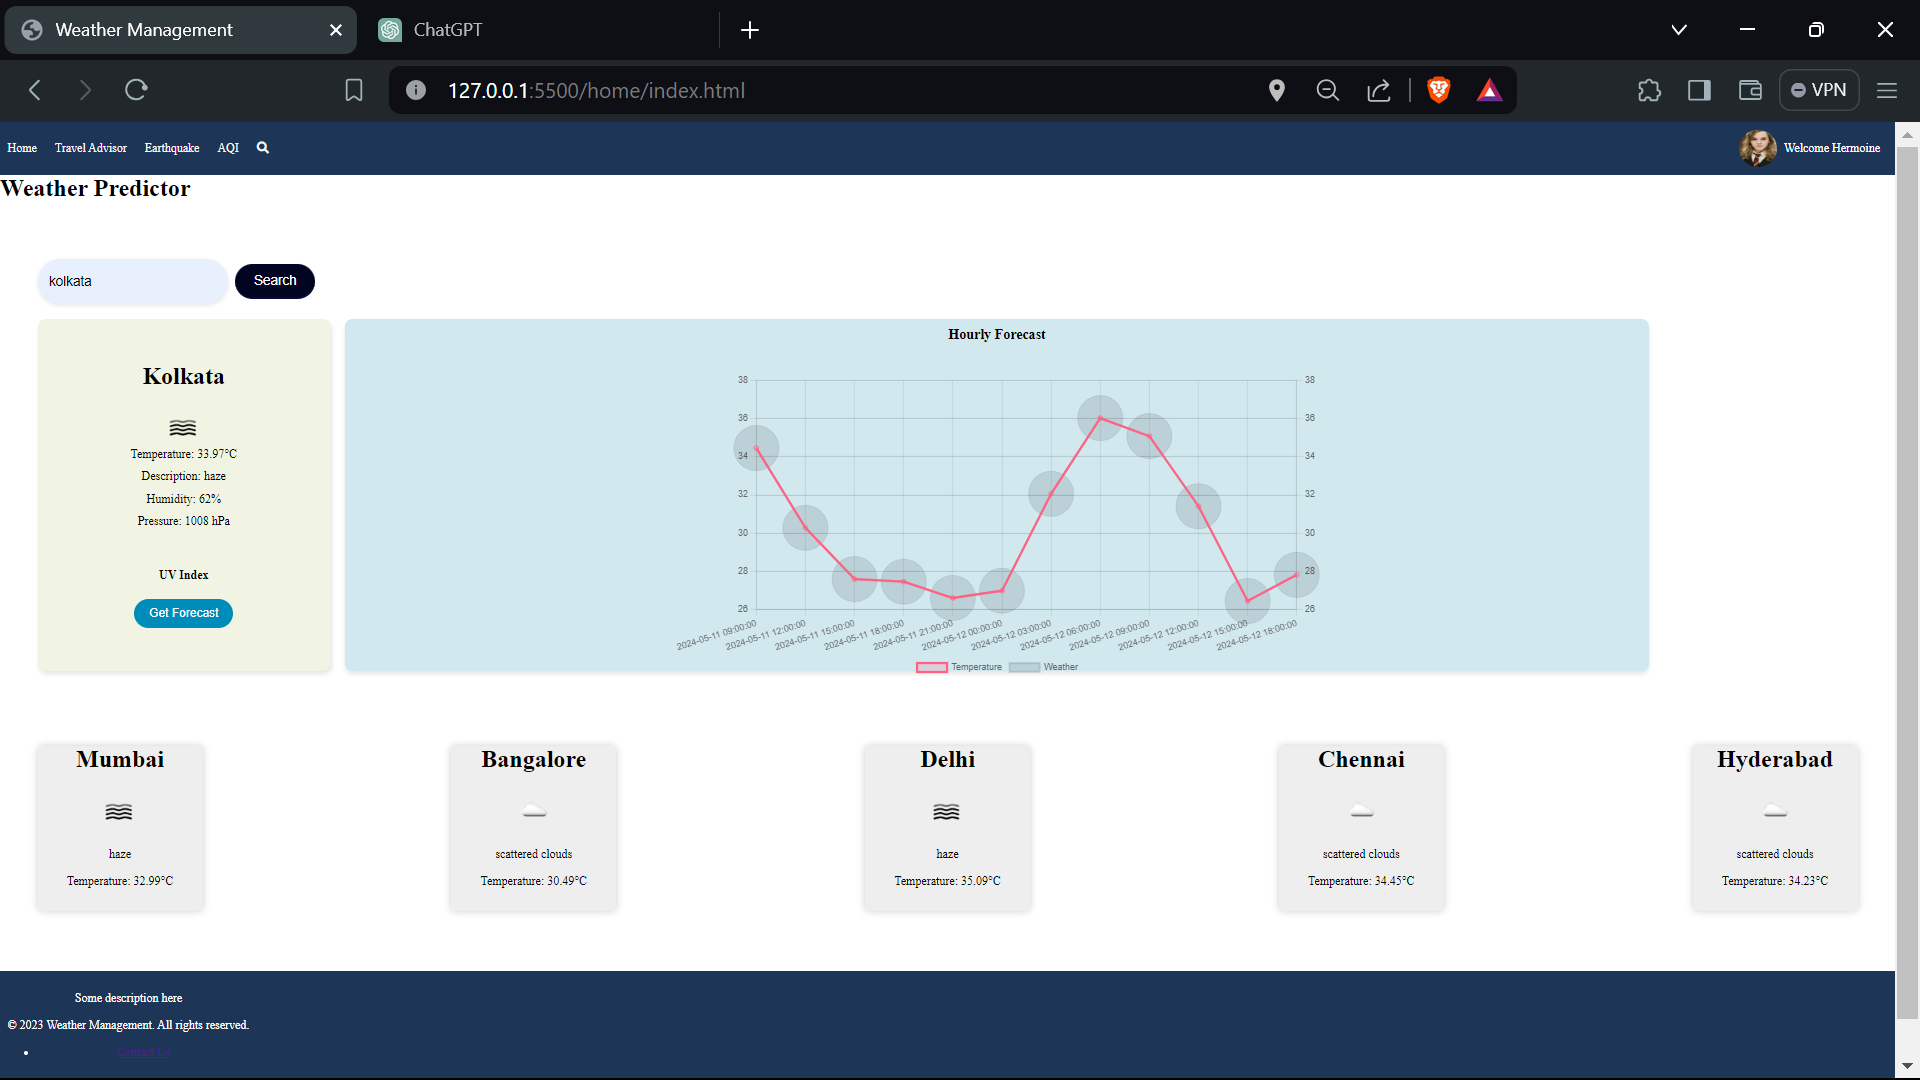 Weather Management
ChatGPT
127.0.0.1:5500/home/index.html
VPN
Home Travel Advisor Earthquake AQI
Welcome Hermoine
Weather Predictor
kolkata
Search
Kolkata
Temperature: 33.97°C
Description: haze
Humidity: 62%
Pressure: 1008 hPa
UV Index
Get Forecast
Hourly Forecast
38 38
36 36
34 34
32 32
30 30
28 28
26 26
2024-05-11 09:00:00
2024-05-11 12:00:00
2024-05-11 15:00:00
2024-05-11 18:00:00
2024-05-11 21:00:00
2024-05-12 00:00:00
2024-05-12 03:00:00
2024-05-12 06:00:00
2024-05-12 09:00:00
2024-05-12 12:00:00
2024-05-12 15:00:00
2024-05-12 18:00:00
Temperature Weather
Mumbai
haze
Temperature: 32.99°C
Bangalore
scattered clouds
Temperature: 30.49°C
Delhi
haze
Temperature: 35.09°C
Chennai
scattered clouds
Temperature: 34.45°C
Hyderabad
scattered clouds
Temperature: 34.23°C
Some description here
© 2023 Weather Management. All rights reserved.
Contact Us